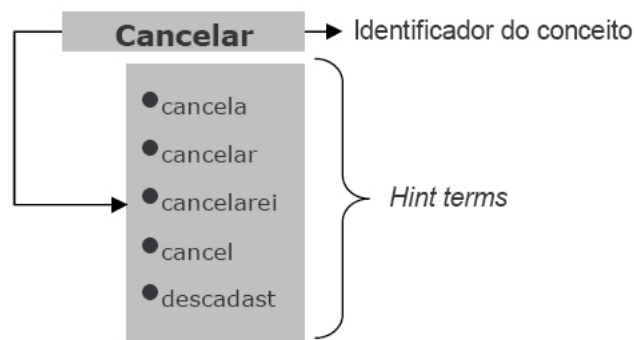 Cancelar
Identificador do conceito
cancela
cancelar
cancelarei
cancel
descadast
Hint terms